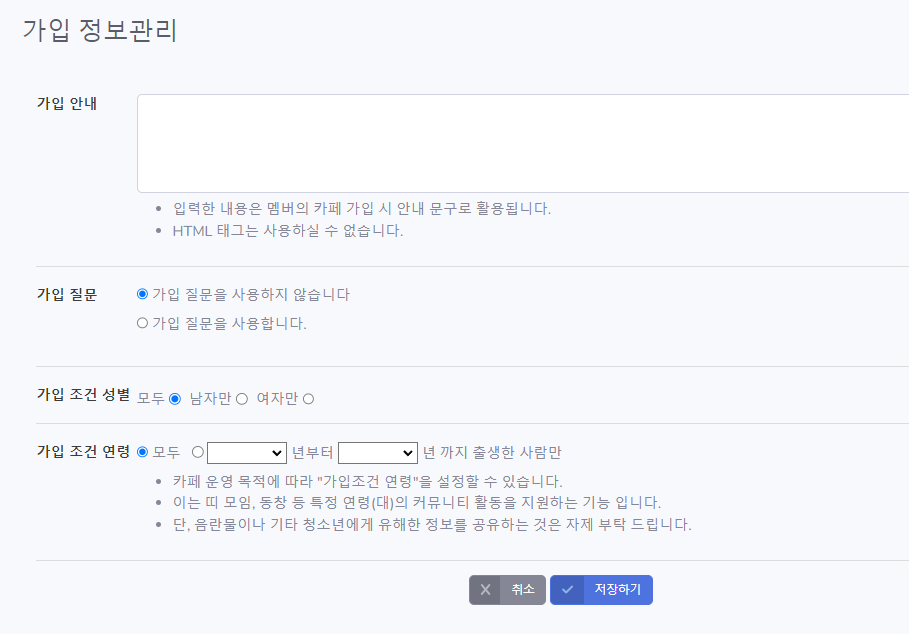 가입 정보관리
가입 안내
입력한 내용은 멤버의 카페 가입 시 안내 문구로 활용됩니다.
HTML 태그는 사용하실 수 없습니다.
가입 질문 가입 질문을 사용하지 않습니다
가입 질문을 사용합니다.
가입 조건 성별 모두 남자만 여자만
가입 조건 연령 모두 년부터 년 까지 출생한 사람만
카페 운영 목적에 따라 "가입조건 연령"을 설정할 수 있습니다.
이는 띠 모임, 동창 등 특정 연령(대)의 커뮤니티 활동을 지원하는 기능 입니다.
단, 음란물이나 기타 청소년에게 유해한 정보를 공유하는 것은 자제 부탁 드립니다.
취소 저장하기